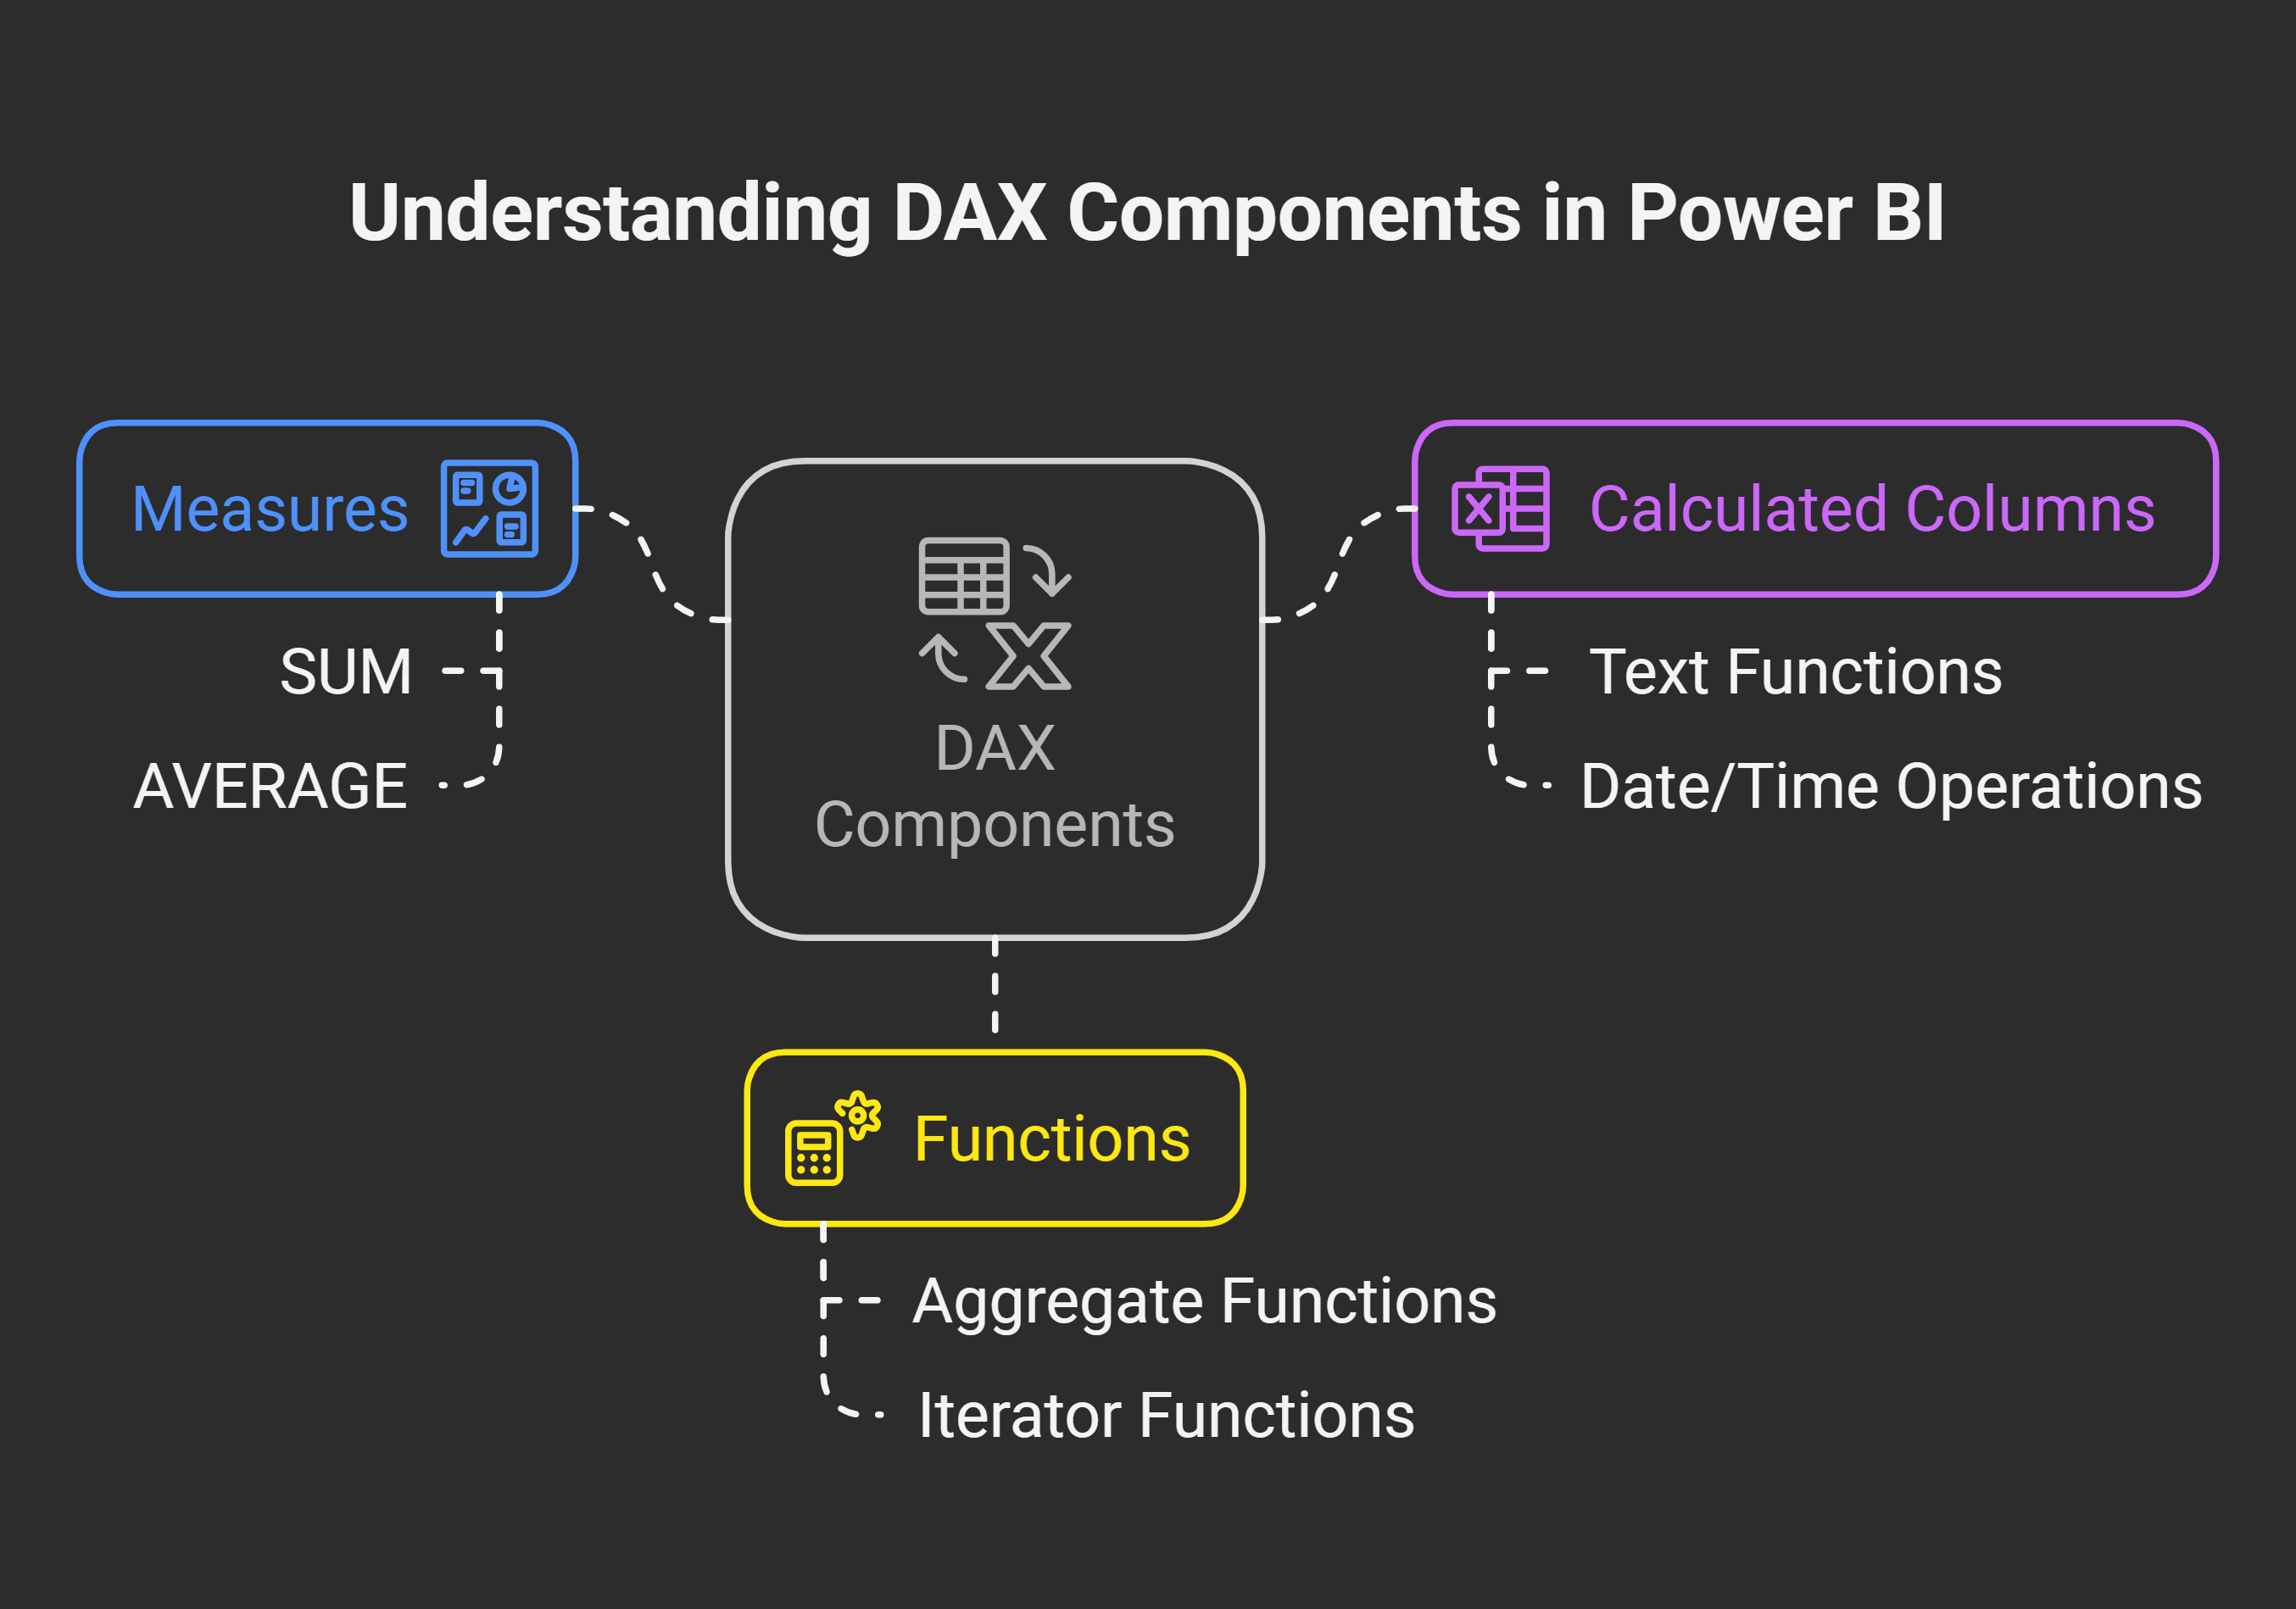 Understanding DAX Components in Power BI
Measures
SUM
AVERAGE
DAX
Components
Calculated Columns
Text Functions
Date/Time Operations
Functions
Aggregate Functions
Iterator Functions